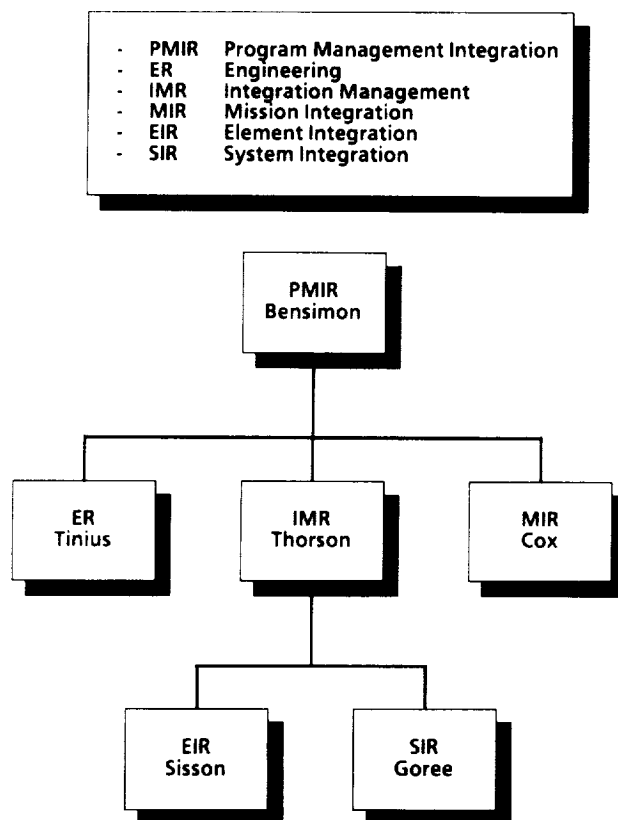 - PMIR Program Management Integration
- ER Engineering
- IMR Integration Management
- MIR Mission Integration
- EIR Element Integration
- SIR System Integration
PMIR
Bensimon
ER
Tinius
IMR
Thorson
MIR
Cox
EIR
Sisson
SIR
Goree